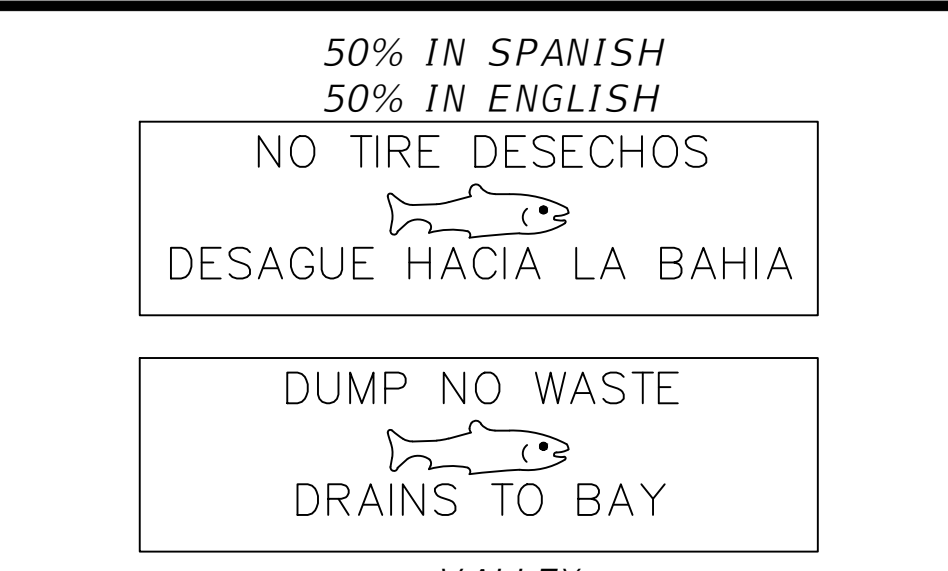 50% IN SPANISH
50% IN ENGLISH
NO TIRE DESECHOS
DESAGUE HACIA LA BAHIA
DUMP NO WASTE
DRAINS TO BAY
VALLEY